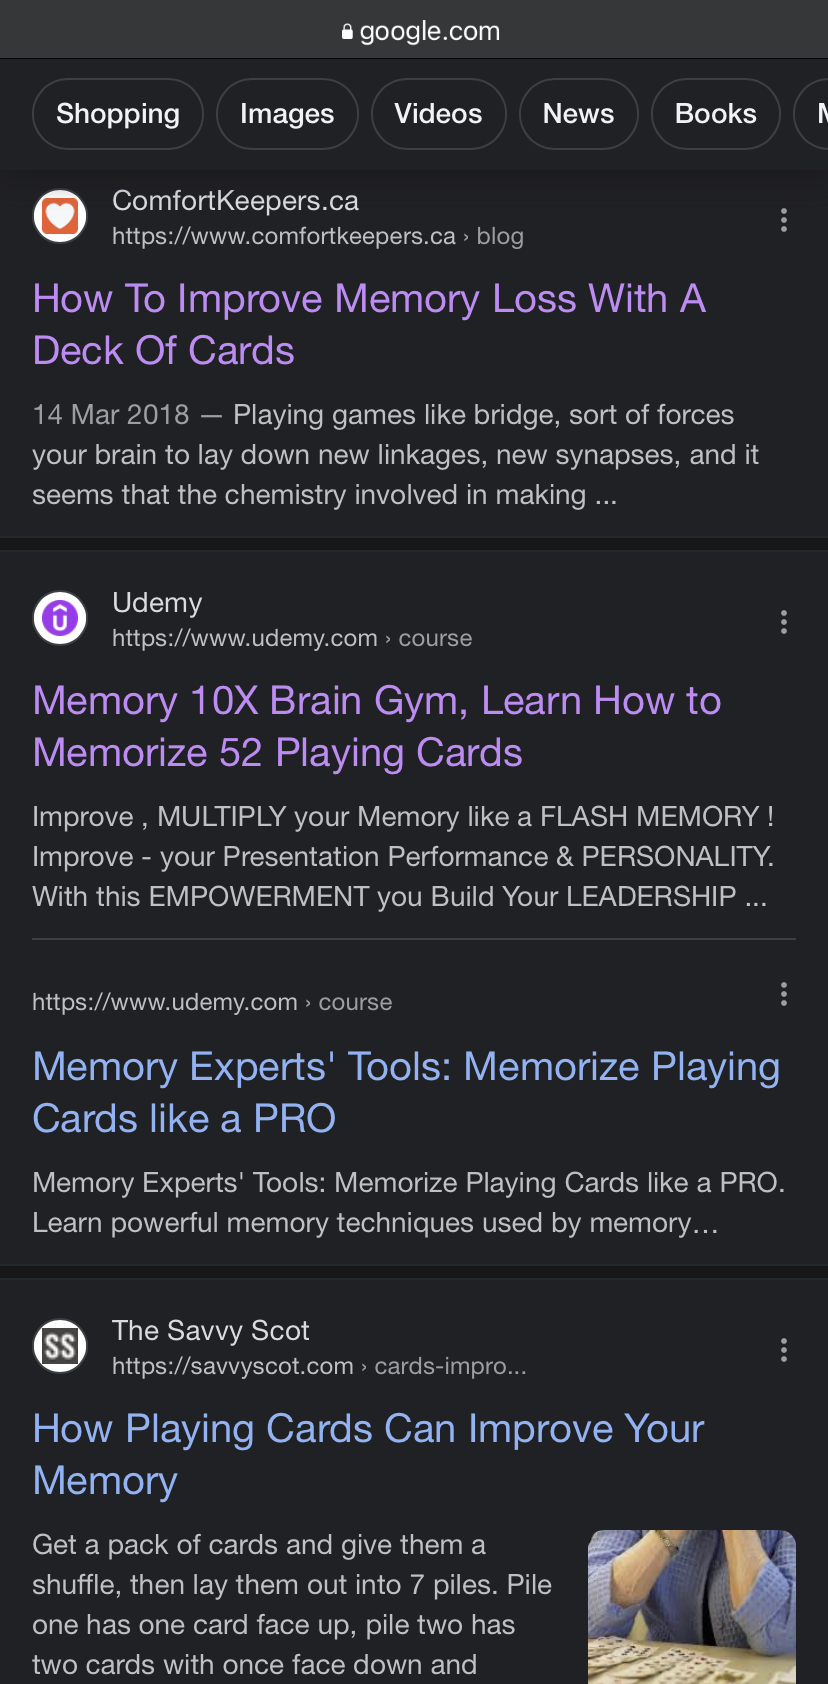 google.com
Shopping Images Videos News Books
ComfortKeepers.ca
https://www.comfortkeepers.ca › blog
How To Improve Memory Loss With A
Deck Of Cards
14 Mar 2018 — Playing games like bridge, sort of forces
your brain to lay down new linkages, new synapses, and it
seems that the chemistry involved in making ...
Udemy
https://www.udemy.com › course
Memory 10X Brain Gym, Learn How to
Memorize 52 Playing Cards
Improve , MULTIPLY your Memory like a FLASH MEMORY !
Improve - your Presentation Performance & PERSONALITY.
With this EMPOWERMENT you Build Your LEADERSHIP ...
https://www.udemy.com › course
Memory Experts' Tools: Memorize Playing
Cards like a PRO
Memory Experts' Tools: Memorize Playing Cards like a PRO.
Learn powerful memory techniques used by memory...
SS
The Savvy Scot
https://savvyscot.com › cards-impro...
How Playing Cards Can Improve Your
Memory
Get a pack of cards and give them a
shuffle, then lay them out into 7 piles. Pile
one has one card face up, pile two has
two cards with once face down and